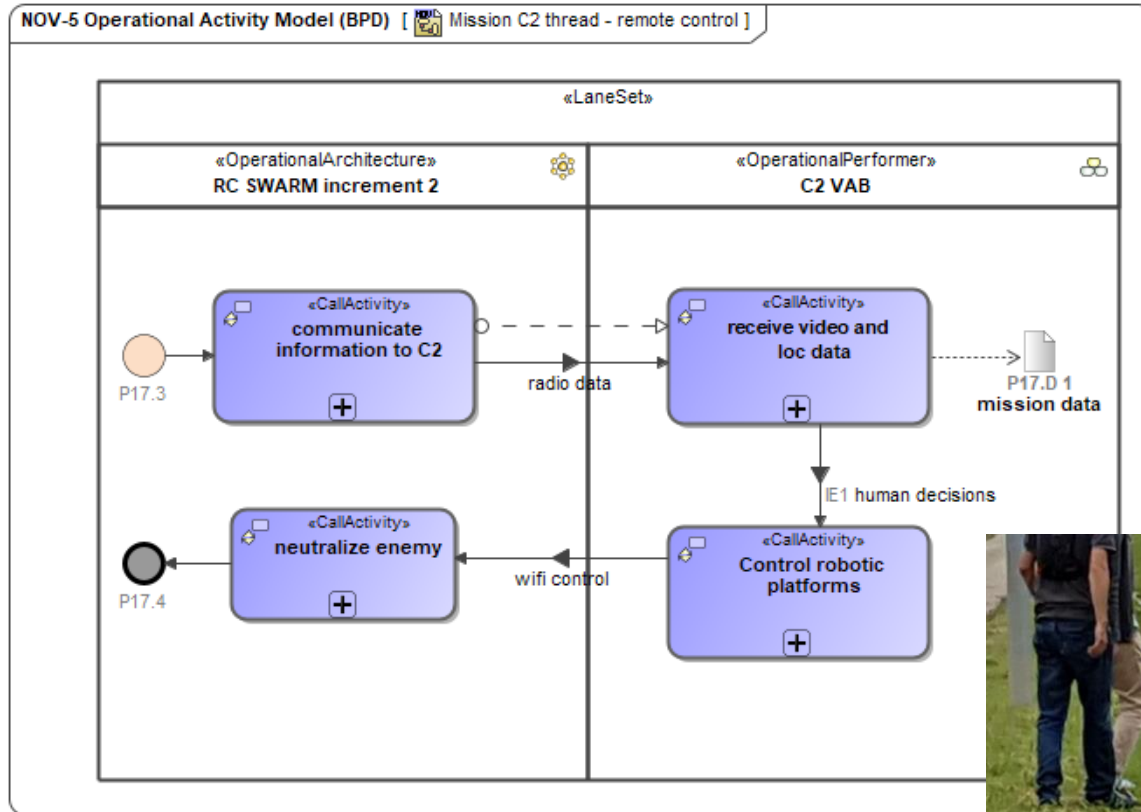 NOV-5 Operational Activity Model (BPD) [ Mission C2 thread - remote control ]
«LaneSet»
«OperationalArchitecture»
RC SWARM increment 2
«OperationalPerformer»
C2 VAB
P17.3
«CallActivity»
communicate
information to C2
radio data
«CallActivity»
receive video and
loc data
P17.D 1
mission data
IE1 human decisions
«CallActivity»
Control robotic
platforms
wifi control
«CallActivity»
neutralize enemy
P17.4